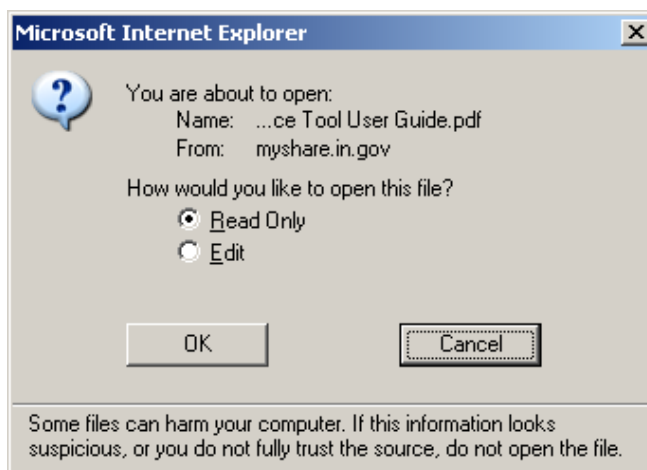 Microsoft Internet Explorer
You are about to open:
Name: ...ce Tool User Guide.pdf
From: myshare.in.gov
How would you like to open this file?
Read Only
Edit
OK Cancel
Some files can harm your computer. If this information looks
suspicious, or you do not fully trust the source, do not open the file.